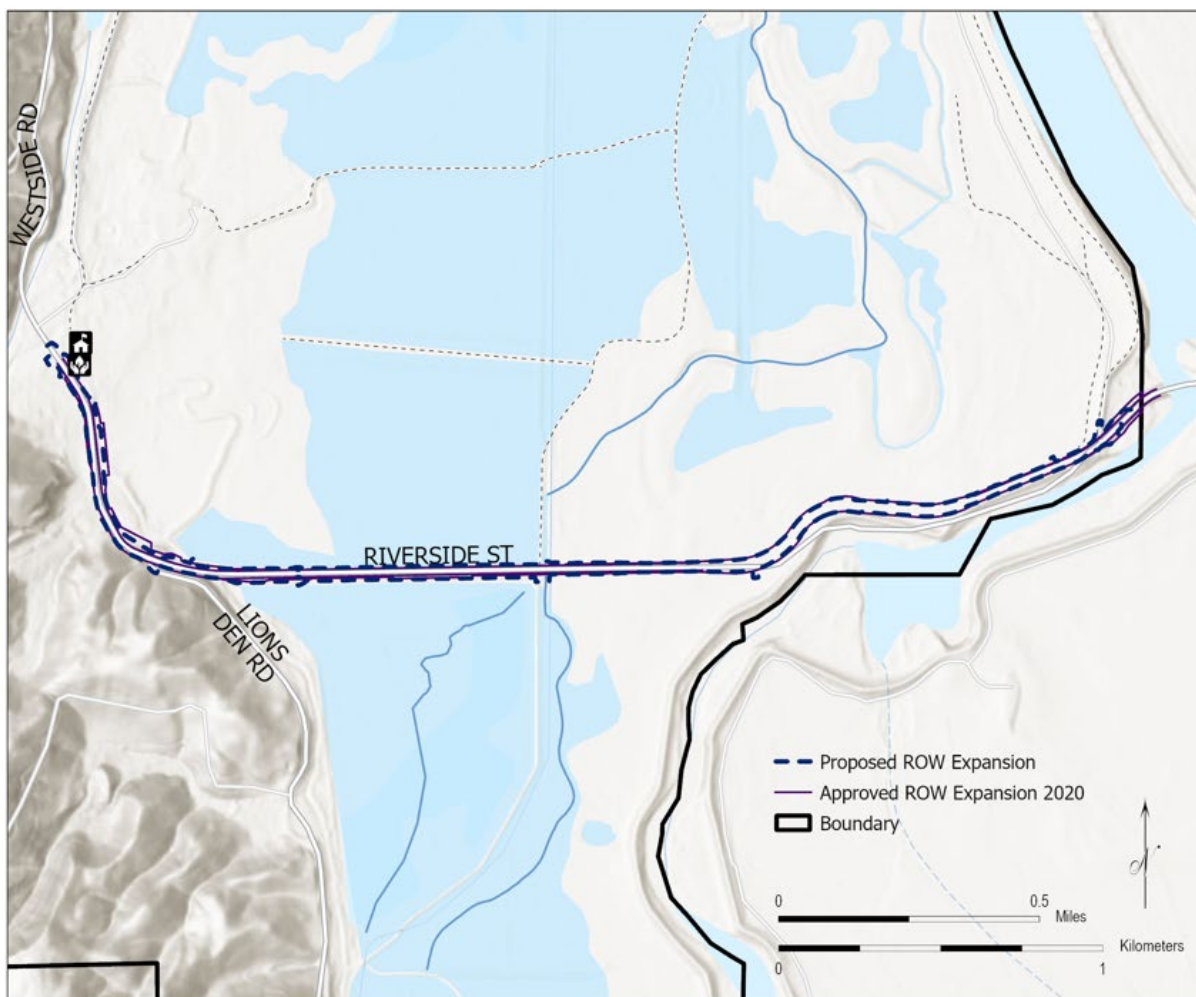 WESTSIDE RD
RIVERSIDE ST
LIONS
DEN RD
Proposed ROW Expansion
Approved ROW Expansion 2020
Boundary
N
0 0.5
Miles
Kilometers
0 1